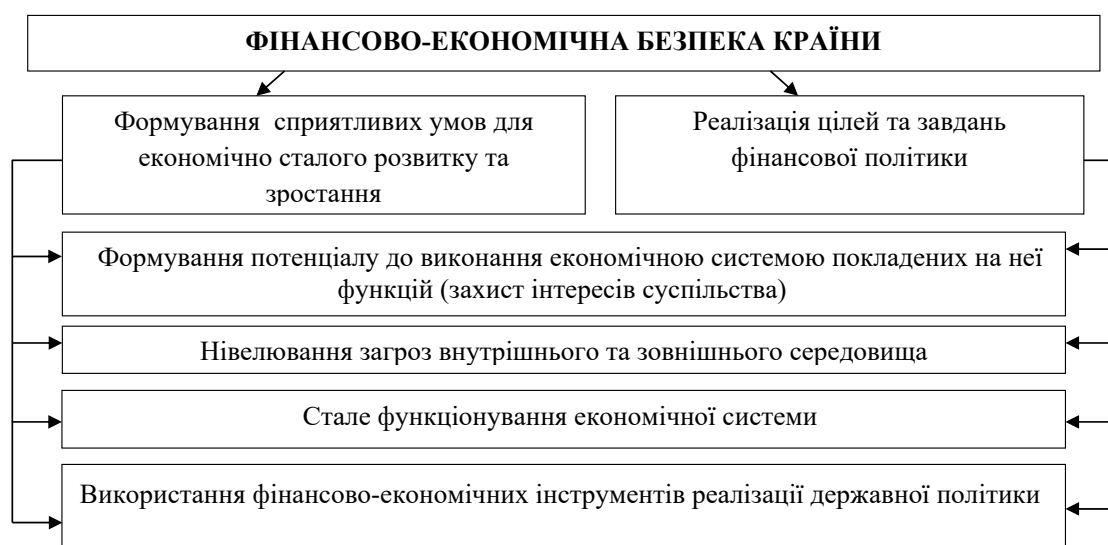 ФІНАНСОВО-ЕКОНОМІЧНА БЕЗПЕКА КРАЇНИ
Формування сприятливих умов для
економічно сталого розвитку та
зростання
Реалізація цілей та завдань
фінансової політики
Формування потенціалу до виконання економічною системою покладених на неї
функцій (захист інтересів суспільства)
Нівелювання загроз внутрішнього та зовнішнього середовища
Стале функціонування економічної системи
Використання фінансово-економічних інструментів реалізації державної політики